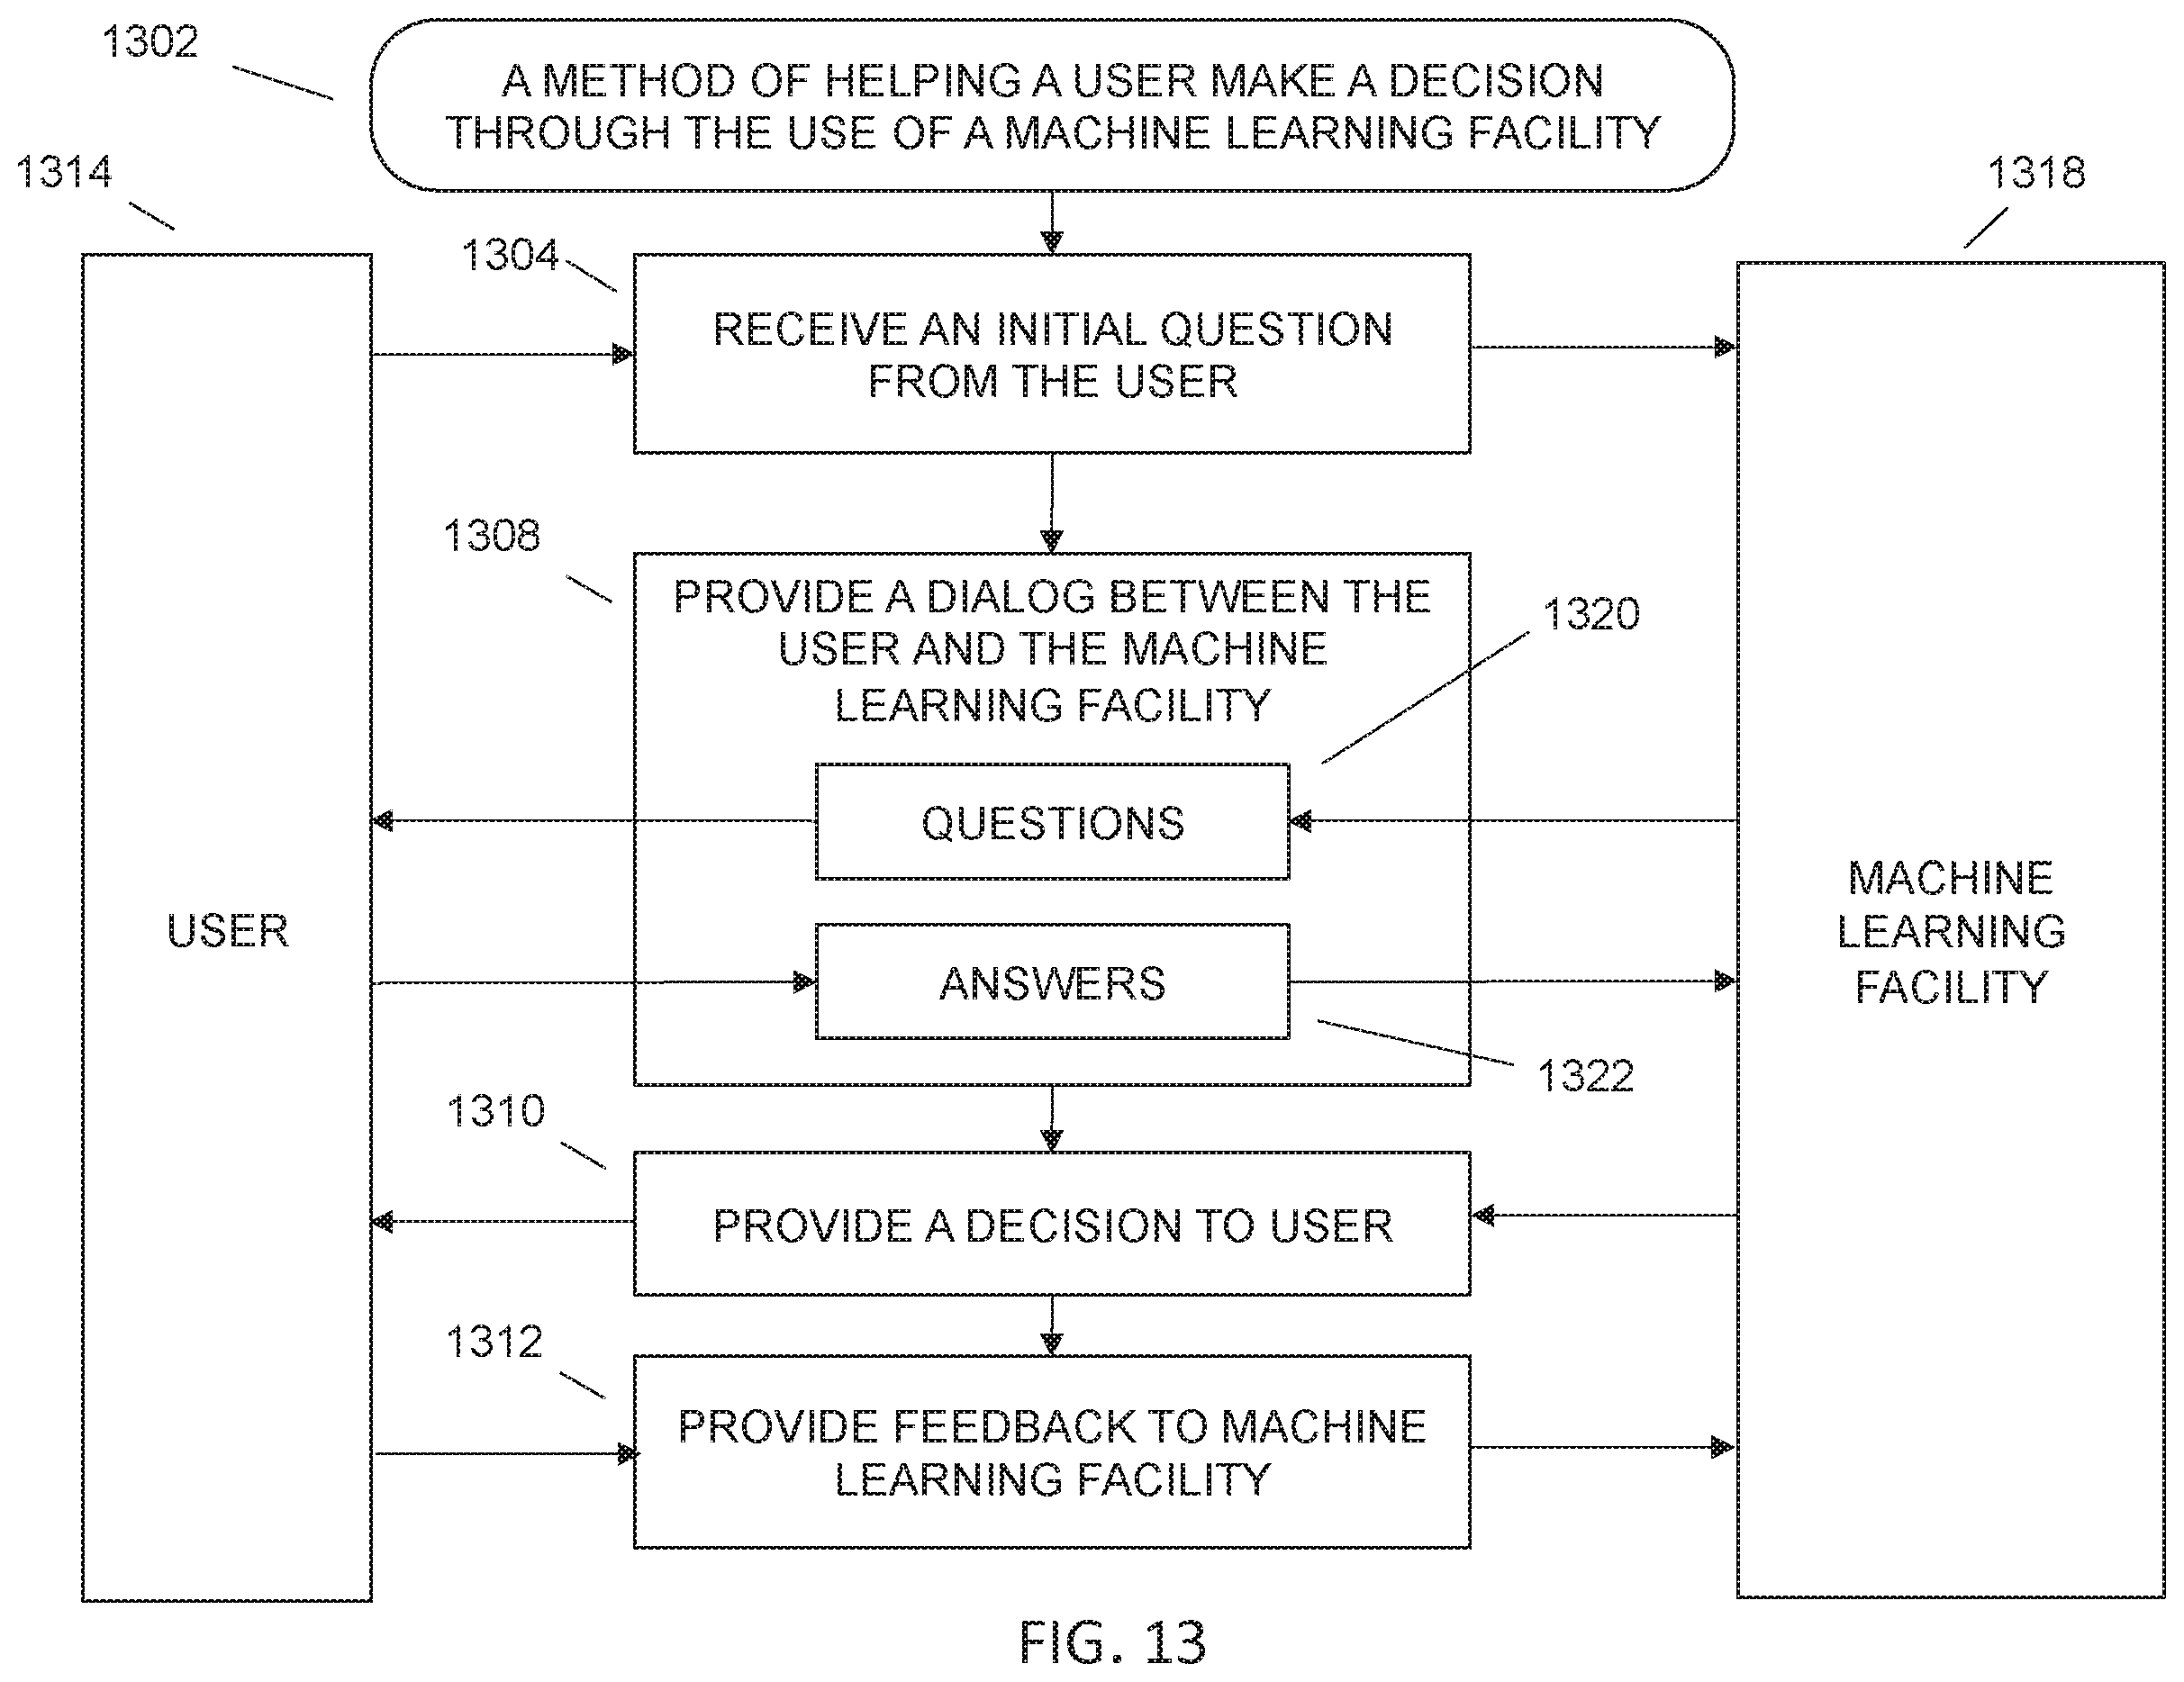 1302
A METHOD OF HELPING A USER MAKE A DECISION
THROUGH THE USE OF A MACHINE LEARNING FACILITY
1314
1318
1304
RECEIVE AN INITIAL QUESTION
FROM THE USER
1308
PROVIDE A DIALOG BETWEEN THE
USER AND THE MACHINE
LEARNING FACILITY
1320
QUESTIONS
USER
ANSWERS
MACHINE
LEARNING
FACILITY
1322
1310
PROVIDE A DECISION TO USER
1312
PROVIDE FEEDBACK TO MACHINE
LEARNING FACILITY
FIG. 13